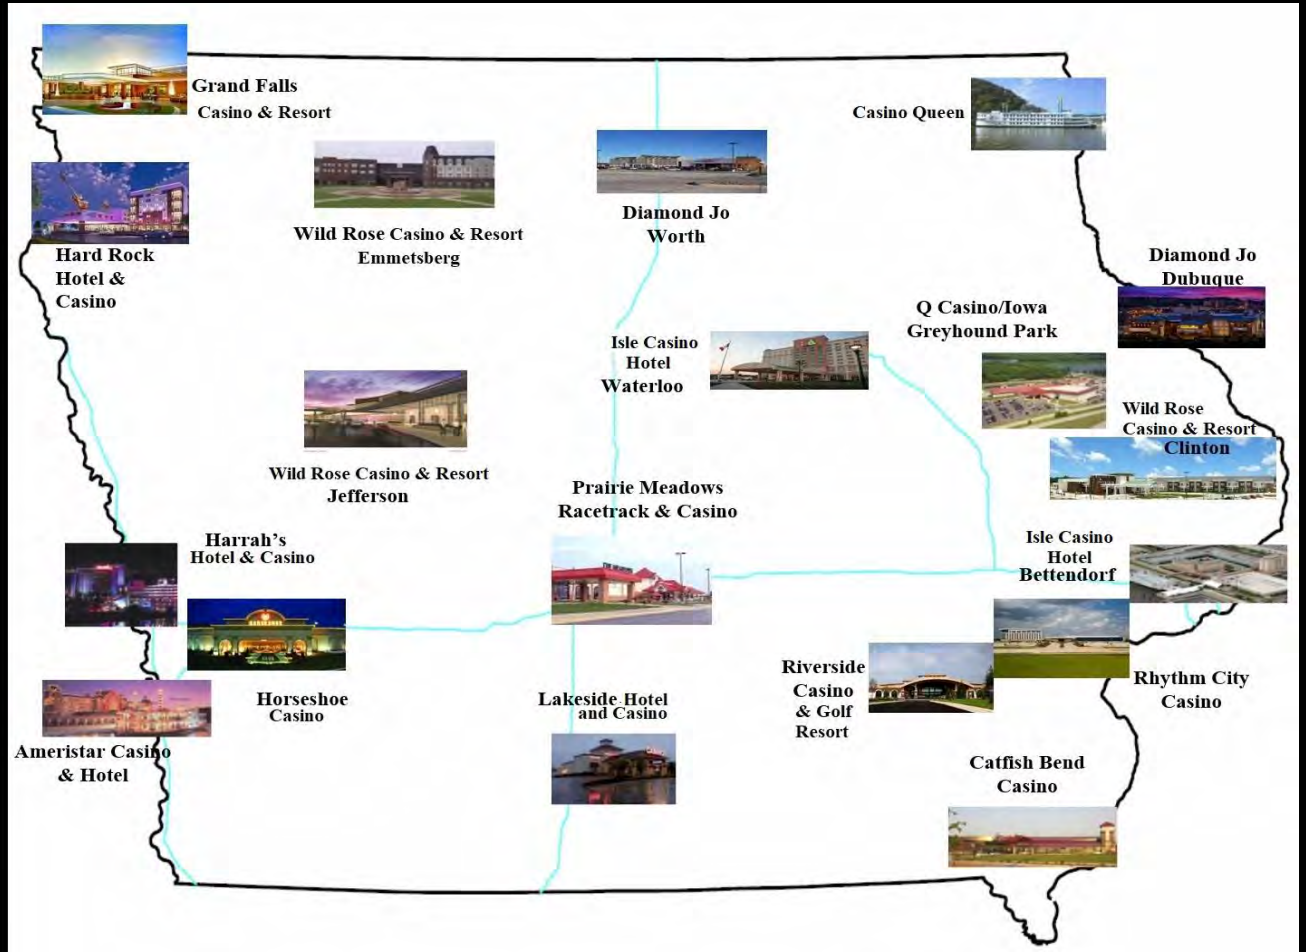 Grand Falls
Casino & Resort
Casino Queen
Wild Rose Casino & Resort
Emmetsberg
Diamond Jo
Worth
Hard Rock
Hotel &
Casino
Diamond Jo
Dubuque
Q Casino/Iowa
Greyhound Park
Isle Casino
Hotel
Waterloo
Wild Rose
Casino & Resort
Clinton
Wild Rose Casino & Resort
Jefferson
Prairie Meadows
Racetrack & Casino
Harrah's
Hotel & Casino
Isle Casino
Hotel
Bettendorf
Horseshoe
Casino
Lakeside Hotel
and Casino
Riverside
Casino
& Golf
Resort
Rhythm City
Casino
Ameristar Casino
& Hotel
Catfish Bend
Casino